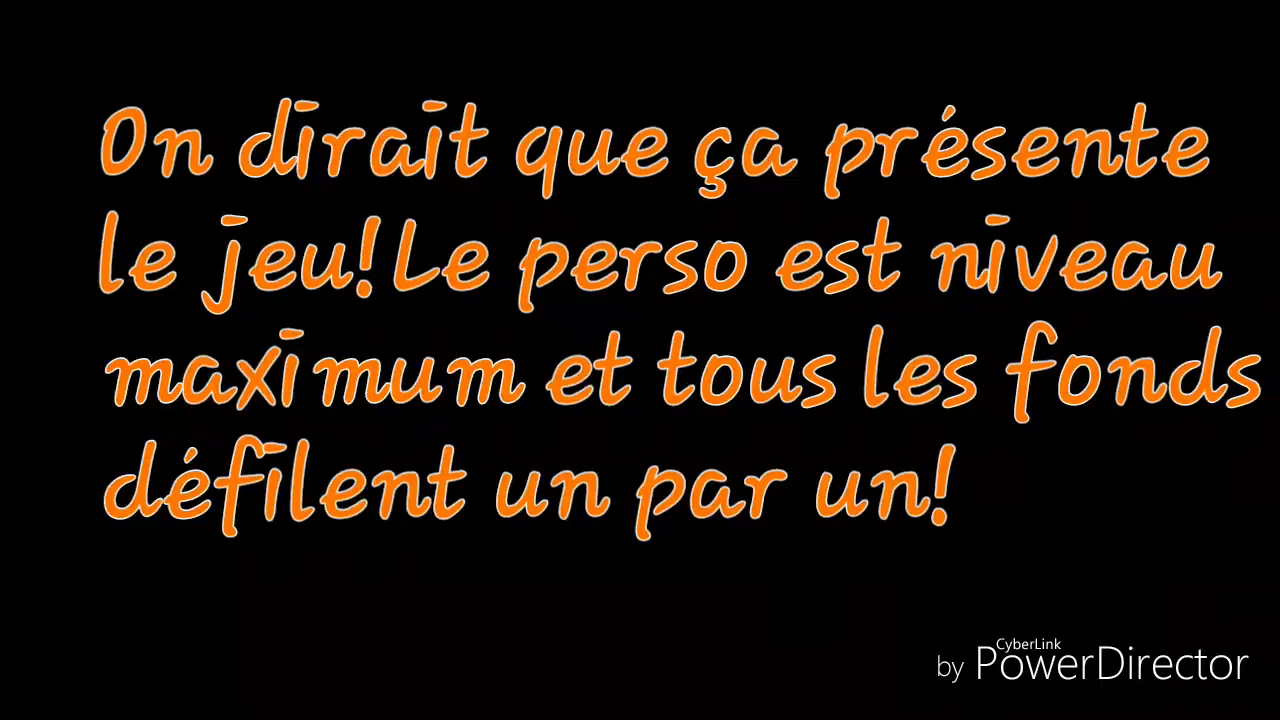 On dirait que ça présente
le jeu!Le perso est niveau
maximum et tous les fonds
défilent un par un!
CyberLink
by PowerDirector